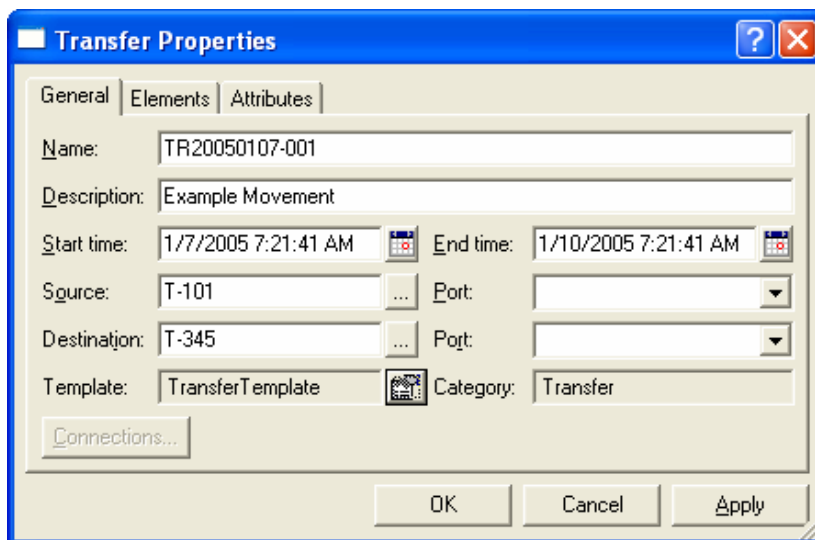 Transfer Properties
General Elements Attributes
Name: TR20050107-001
Description: Example Movement
Start time: 1/7/2005 7:21:41 AM End time: 1/10/2005 7:21:41 AM
Source: T-101 ... Port:
Destination: T-345 ... Port:
Template: TransferTemplate Category: Transfer
Connections...
OK Cancel Apply